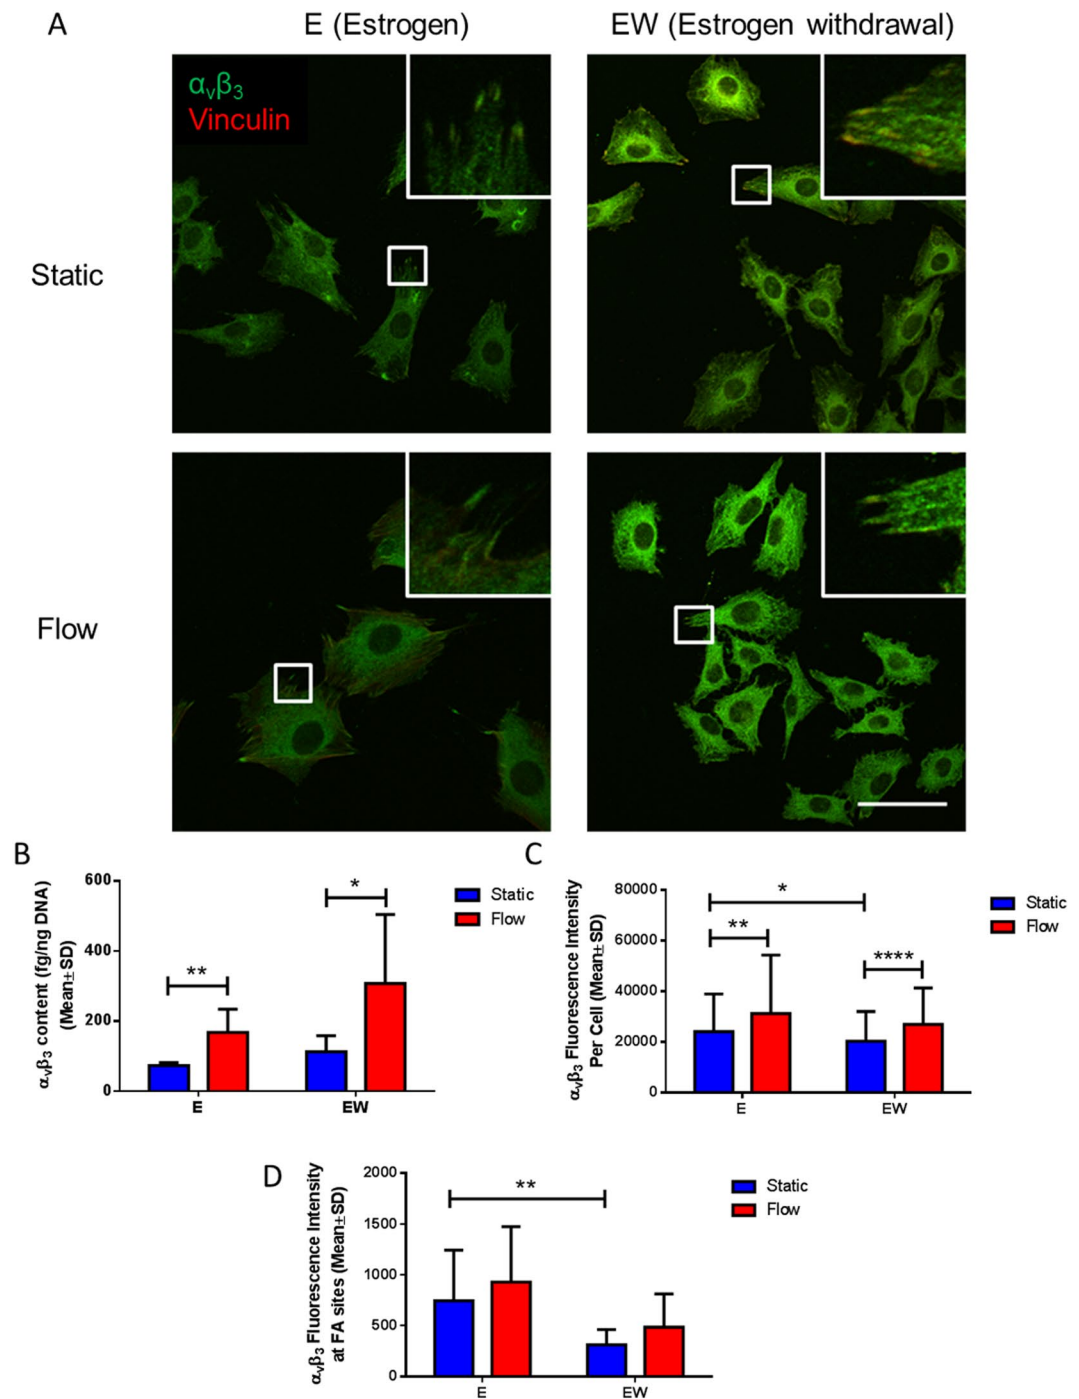 A
E (Estrogen)
EW (Estrogen withdrawal)
αvβ3
Vinculin
Static
Flow
B
αvβ3 content (fg/ng DNA)
(Mean±SD)
600
400
200
0
**
*
E
EW
Static
Flow
C
αvβ3 Fluorescence Intensity
Per Cell (Mean±SD)
80000
60000
40000
20000
0
*
**
****
E
EW
Static
Flow
D
αvβ3 Fluorescence Intensity
at FA sites (Mean±SD)
2000
1500
1000
500
0
**
E
EW
Static
Flow